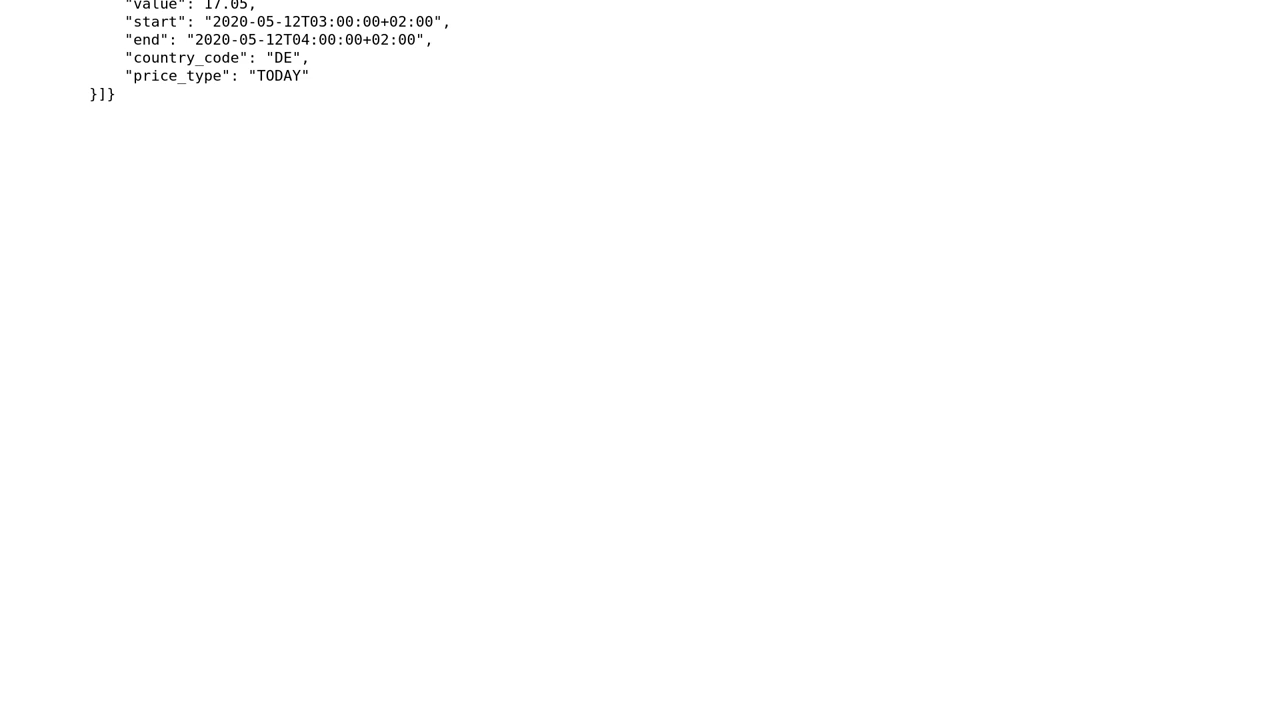 "value": 17.05,
"start": "2020-05-12T03:00:00+02:00",
"end": "2020-05-12T04:00:00+02:00",
"country_code": "DE",
"price_type": "TODAY"
}]}